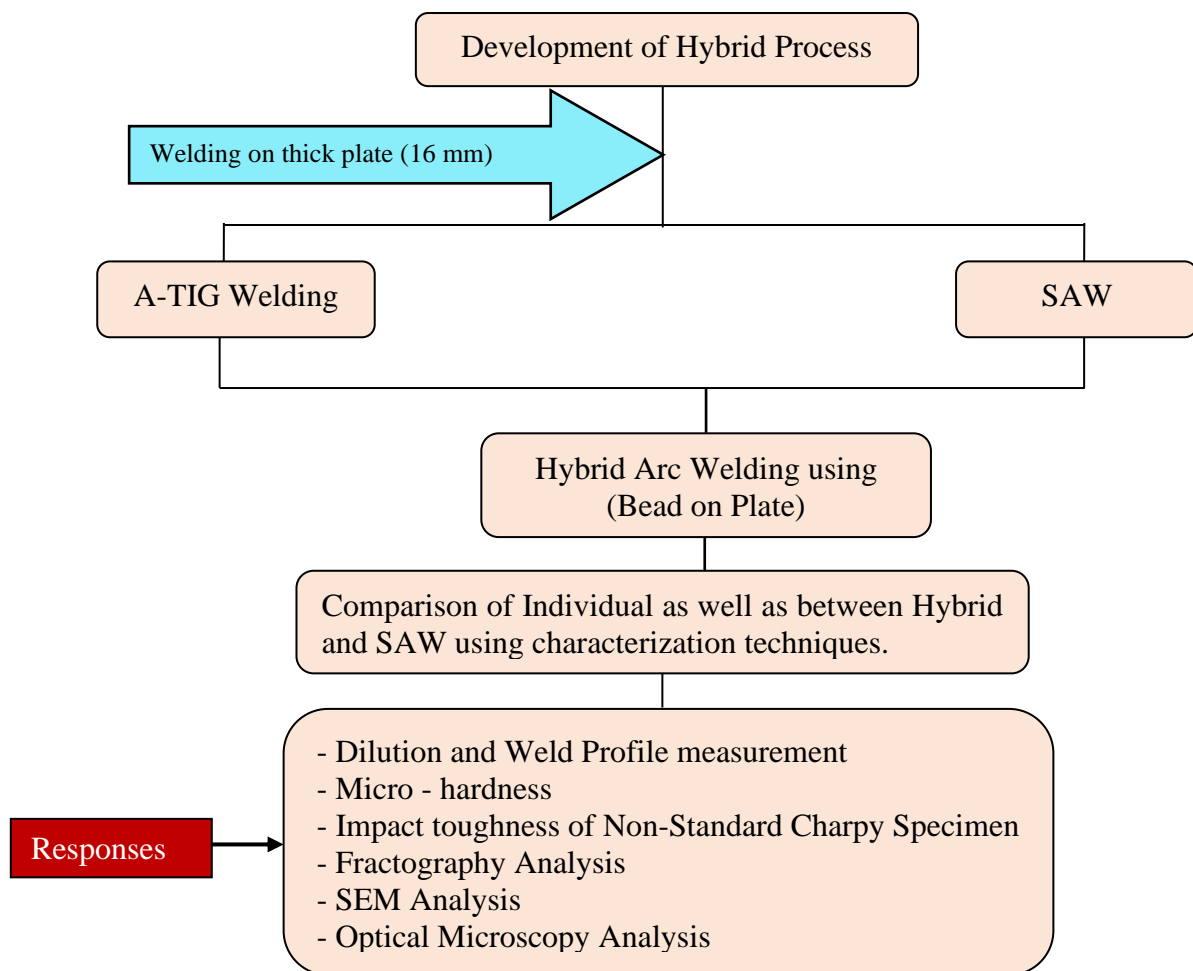 Development of Hybrid Process
Welding on thick plate (16 mm)
A-TIG Welding
SAW
Hybrid Arc Welding using
(Bead on Plate)
Comparison of Individual as well as between Hybrid
and SAW using characterization techniques.
- Dilution and Weld Profile measurement
- Micro - hardness
- Impact toughness of Non-Standard Charpy Specimen
Responses
- Fractography Analysis
- SEM Analysis
- Optical Microscopy Analysis